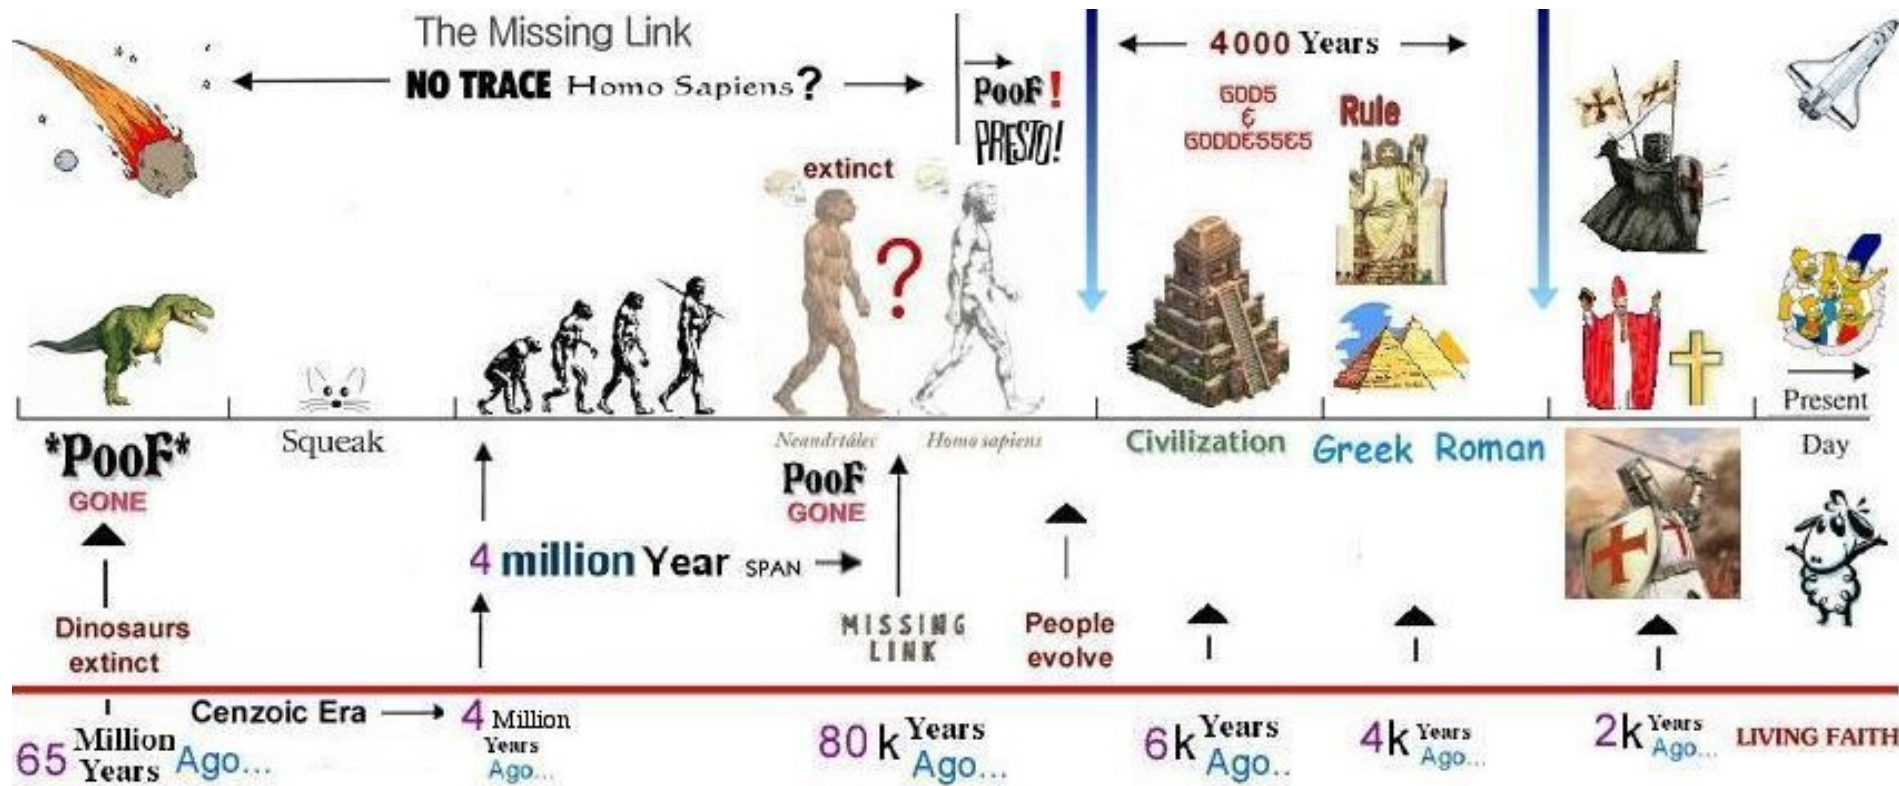 The Missing Link
NO TRACE Homo Sapiens?
PooF!
PRESTO!
4000 Years
GODS
&
GODDESSES
Rule
extinct
?
Present
Day
*PooF*
GONE
Squeak
Neandrtálec
Homo sapiens
PooF
GONE
Civilization
Greek Roman
4 million Year SPAN
Dinosaurs
extinct
MISSING
LINK
People
evolve
Cenzoic Era
65 Million
Years Ago...
4 Million
Years
Ago...
80k Years
Ago...
6k Years
Ago..
4k Years
Ago...
2k Years
Ago...
LIVING FAITH